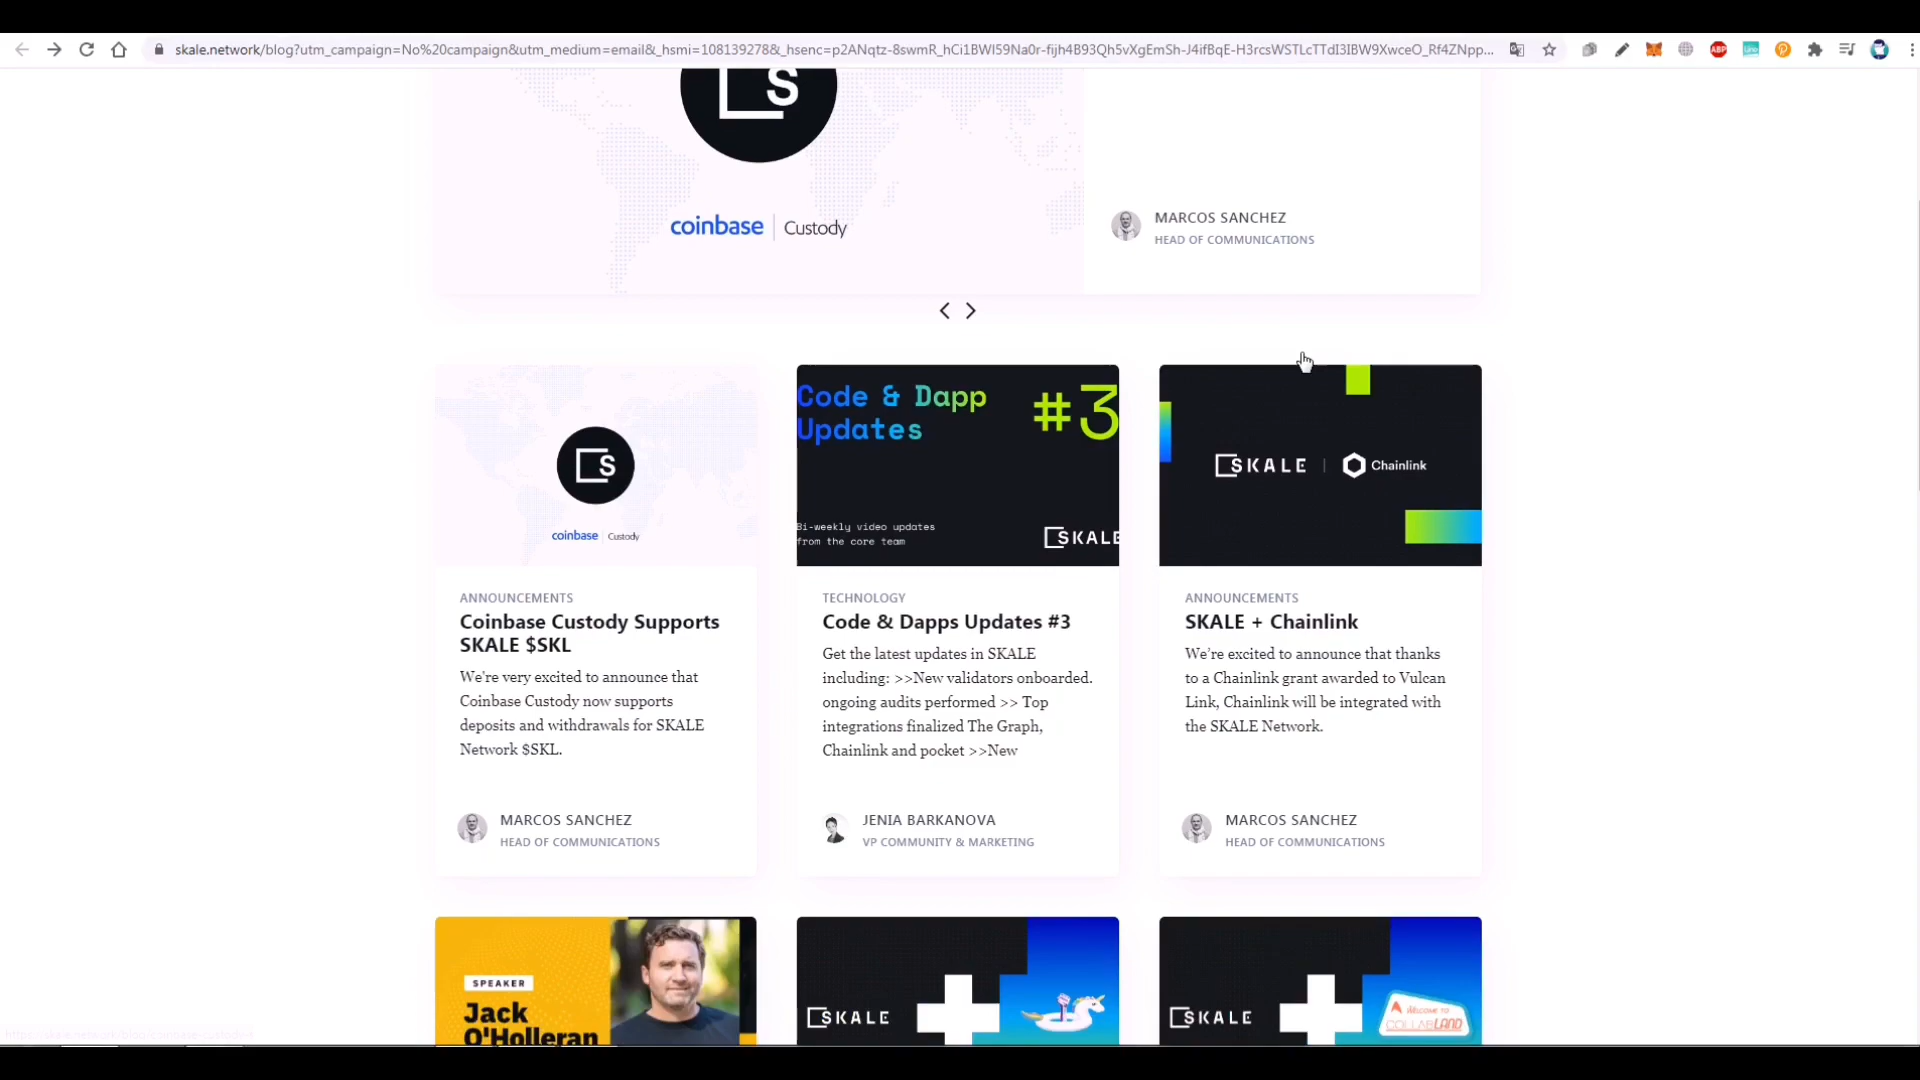 skale.network/blog?utm_campaign=No%20campaign&utm_medium=email&_hsmi=108139278&_hsenc=p2ANqtz-8swmR_hCi1BWl59Na0r-fijh4B93Qh5vXgEmSh-J4ifBqE-H3rcsWSTLcTTdI3IBW9XwceO_Rf4ZNpp...
ABP
S
coinbase | Custody
MARCOS SANCHEZ
HEAD OF COMMUNICATIONS
S
coinbase | Custody
ANNOUNCEMENTS
Coinbase Custody Supports
SKALE $SKL
We're very excited to announce that
Coinbase Custody now supports
deposits and withdrawals for SKALE
Network $SKL.
MARCOS SANCHEZ
HEAD OF COMMUNICATIONS
Code & Dapp
Updates
#3
Bi-weekly video updates
from the core team
SKALE
TECHNOLOGY
Code & Dapps Updates #3
Get the latest updates in SKALE
including: >>New validators onboarded.
ongoing audits performed >> Top
integrations finalized The Graph,
Chainlink and pocket >>New
JENIA BARKANOVA
VP COMMUNITY & MARKETING
SKALE | Chainlink
ANNOUNCEMENTS
SKALE + Chainlink
We're excited to announce that thanks
to a Chainlink grant awarded to Vulcan
Link, Chainlink will be integrated with
the SKALE Network.
MARCOS SANCHEZ
HEAD OF COMMUNICATIONS
SPEAKER
Jack
O'Holleran
SKALE
SKALE
WELCOME TO
COLLABLAND